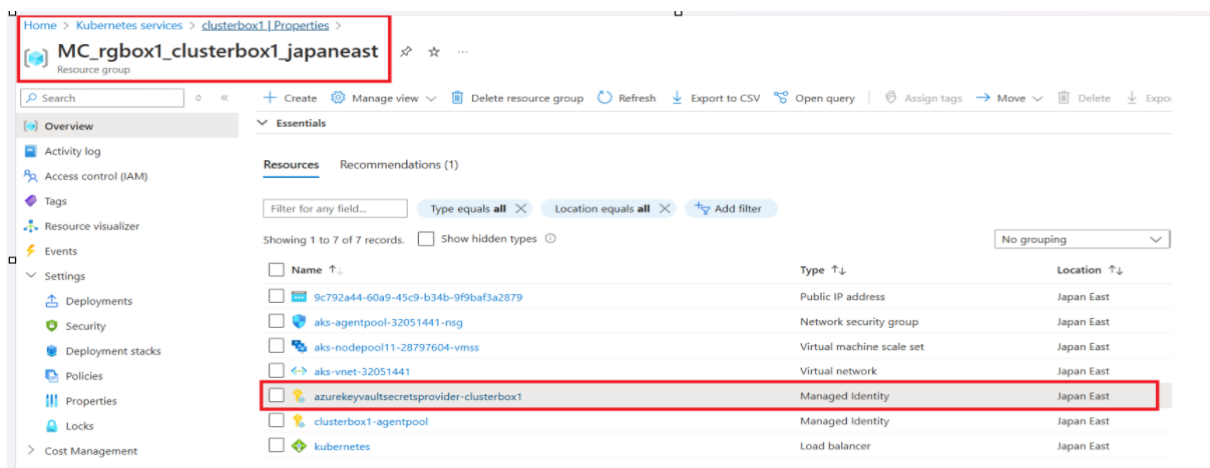 Home > Kubernetes services > clusterbox1 | Properties >
MC_rgbox1_clusterbox1_japaneast
Resource group
Search
Create Manage view Delete resource group Refresh Export to CSV Open query Assign tags Move Delete Expo
Overview
Essentials
Activity log
Resources Recommendations (1)
Access control (IAM)
Tags
Filter for any field... Type equals all Location equals all Add filter
Resource visualizer
Showing 1 to 7 of 7 records. Show hidden types No grouping
Events
Settings
Name Type Location
Deployments
9c792a44-60a9-45c9-b34b-9f9baf3a2879 Public IP address Japan East
Security
aks-agentpool-32051441-nsg Network security group Japan East
Deployment stacks
aks-nodepool11-28797604-vmss Virtual machine scale set Japan East
Policies
aks-vnet-32051441 Virtual network Japan East
Properties
azurekeyvaultsecretsprovider-clusterbox1 Managed Identity Japan East
Locks
clusterbox1-agentpool Managed Identity Japan East
Cost Management
kubernetes Load balancer Japan East